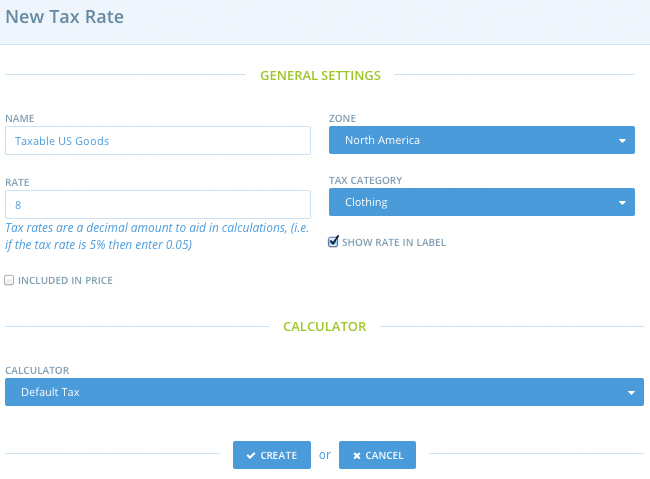 New Tax Rate
GENERAL SETTINGS
NAME
Taxable US Goods
ZONE
North America
RATE
8
Tax rates are a decimal amount to aid in calculations, (i.e.
if the tax rate is 5% then enter 0.05)
TAX CATEGORY
Clothing
SHOW RATE IN LABEL
INCLUDED IN PRICE
CALCULATOR
CALCULATOR
Default Tax
CREATE or CANCEL